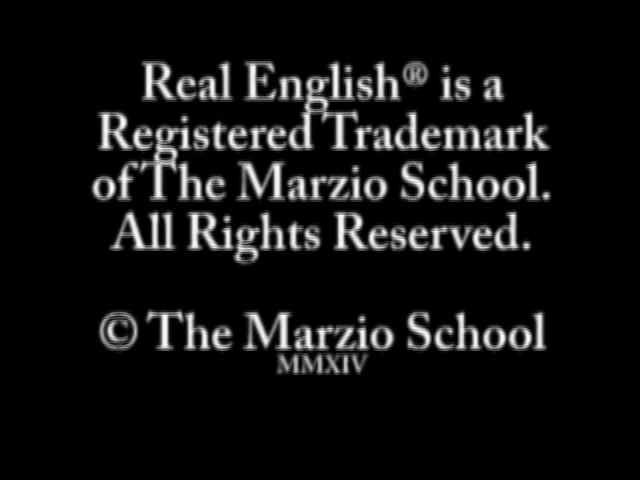 Real English® is a
Registered Trademark
of The Marzio School.
All Rights Reserved.
© The Marzio School
MMXIV